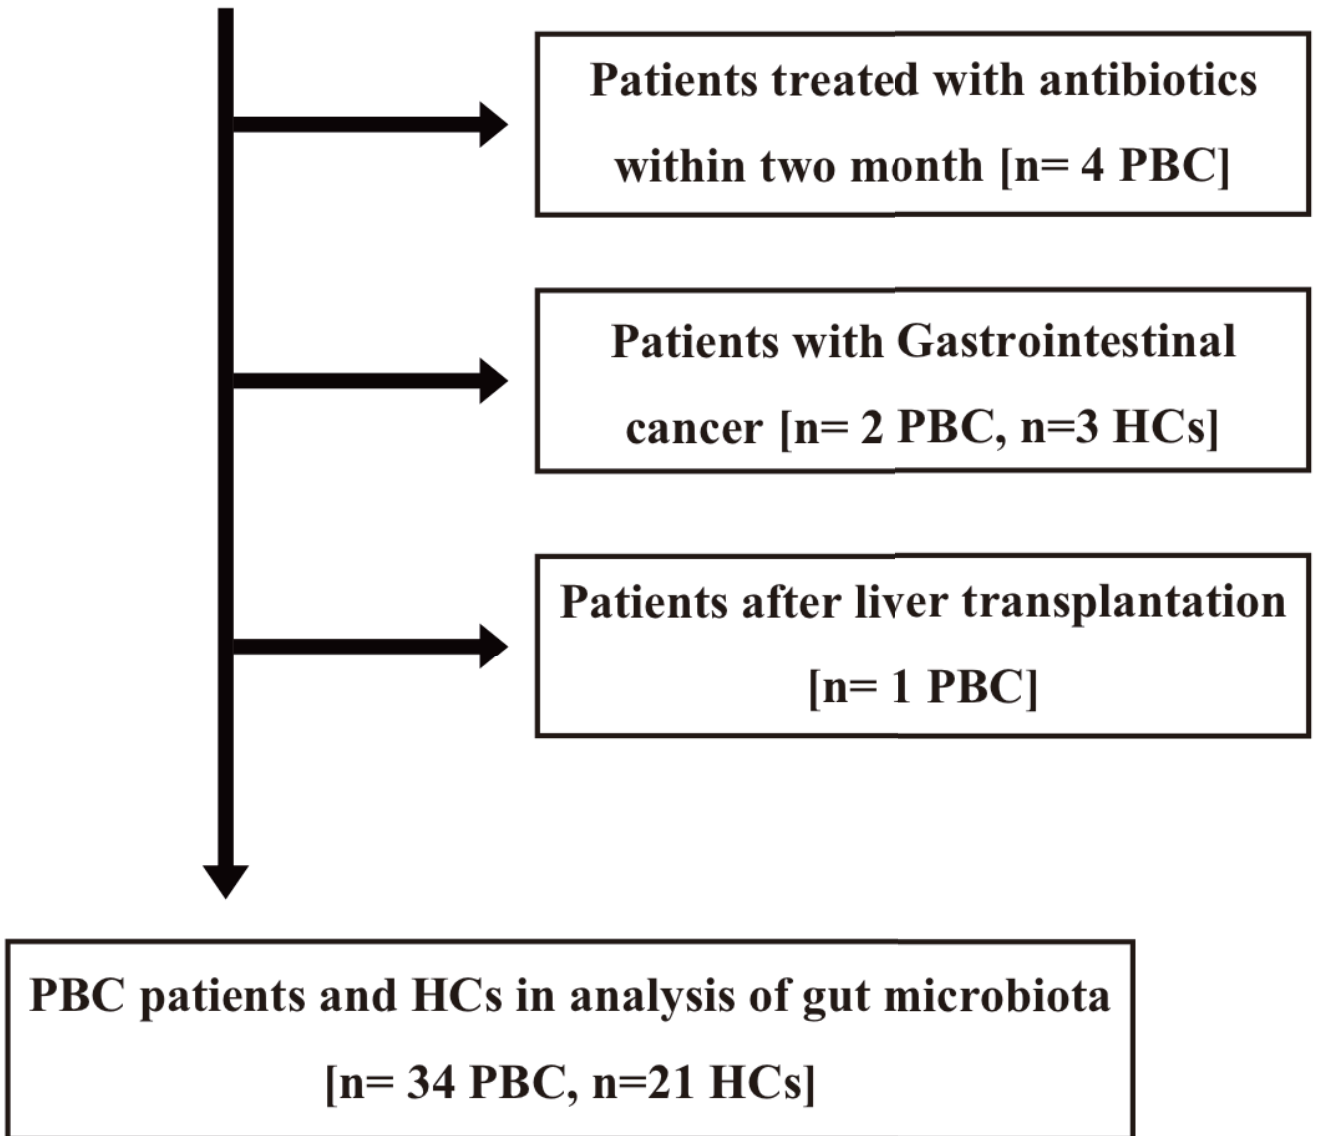 Patients treated with antibiotics
within two month [n= 4 PBC]
Patients with Gastrointestinal
cancer [n= 2 PBC, n=3 HCs]
Patients after liver transplantation
[n= 1 PBC]
PBC patients and HCs in analysis of gut microbiota
[n= 34 PBC, n=21 HCs]